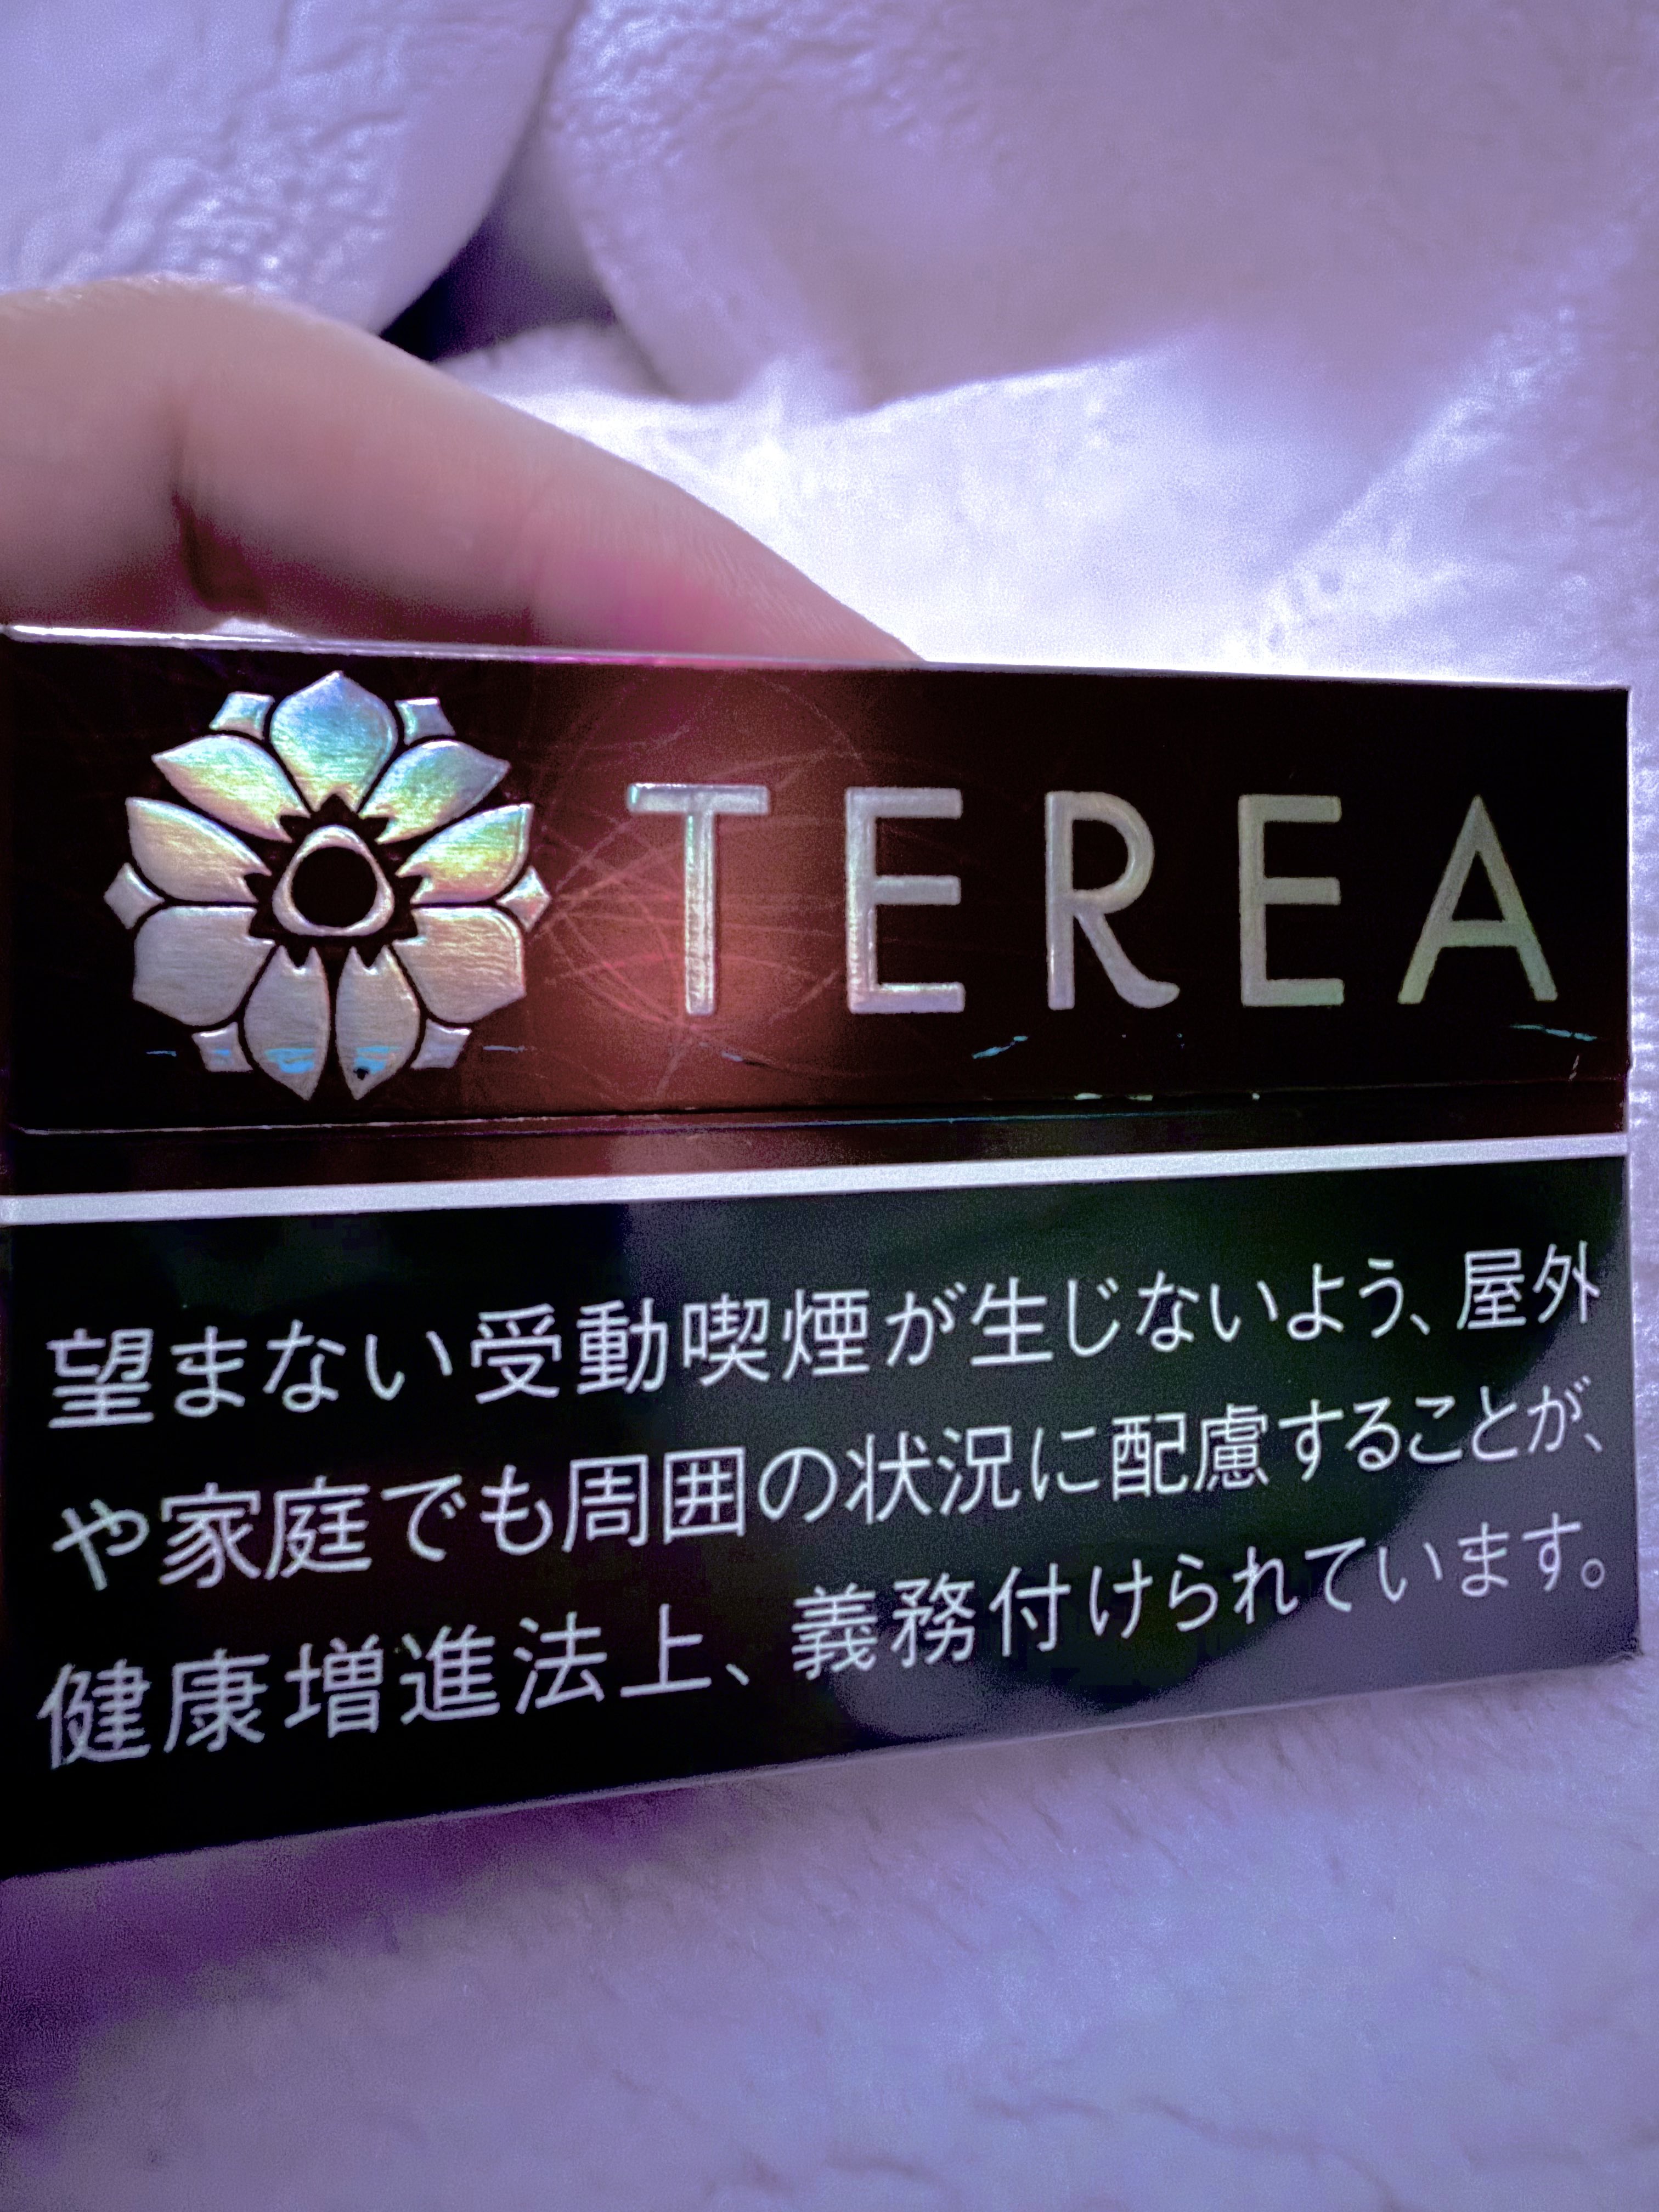 TEREA
望まない受動喫煙が生じないよう、屋外
や家庭でも周囲の状況に配慮することが、
健康増進法上、義務付けられています。